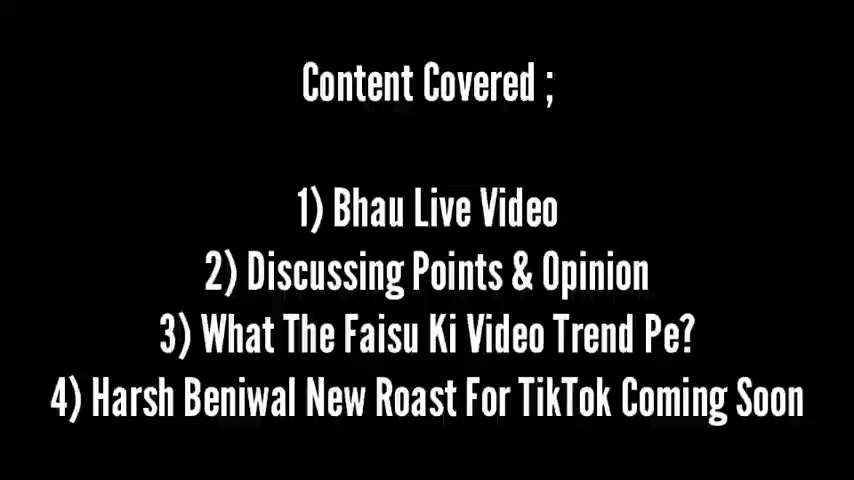 Content Covered ;
1) Bhau Live Video
2) Discussing Points & Opinion
3) What The Faisu Ki Video Trend Pe?
4) Harsh Beniwal New Roast For TikTok Coming Soon